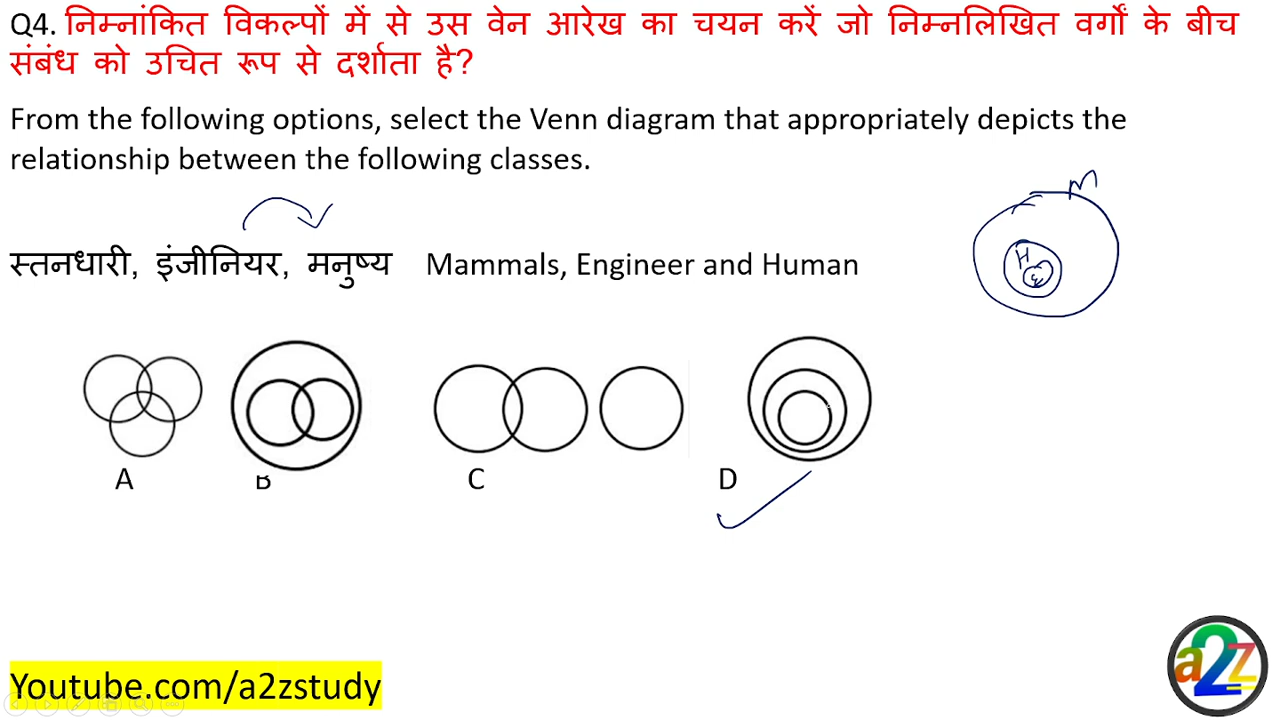 Q4. निम्नांकित विकल्पों में से उस वेन आरेख का चयन करें जो निम्नलिखित वर्गों के बीच
संबंध को उचित रूप से दर्शाता है?
From the following options, select the Venn diagram that appropriately depicts the
relationship between the following classes.
M
H
E
स्तनधारी, इंजीनियर, मनुष्य Mammals, Engineer and Human
A B C D
Youtube.com/a2zstudy
a2z